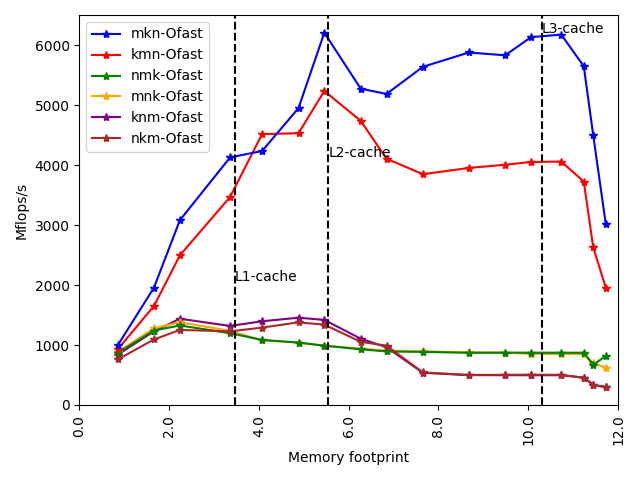 mkn-Ofast
kmn-Ofast
nmk-Ofast
mnk-Ofast
knm-Ofast
nkm-Ofast
L3-cache
L2-cache
L1-cache
6000
5000
4000
3000
2000
1000
0
Mflops/s
0.0 2.0 4.0 6.0 8.0 10.0 12.0
Memory footprint